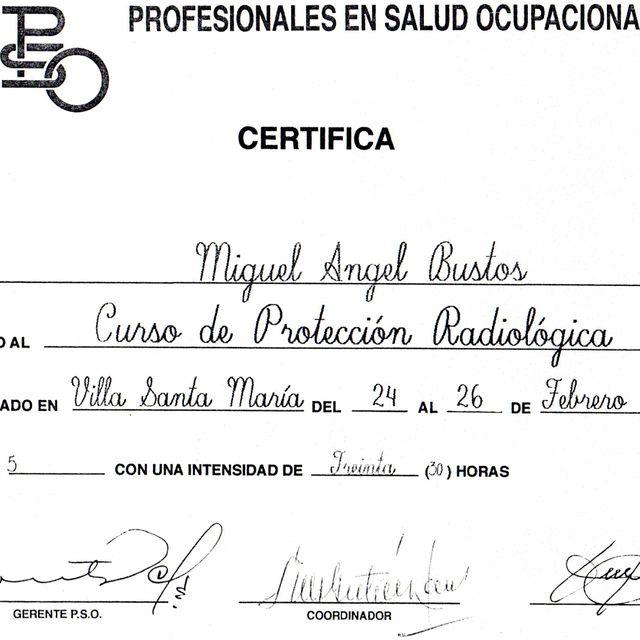 PSO
PROFESIONALES EN SALUD OCUPACIONA
CERTIFICA
Miguel Angel Bustos
O AL Curso de Protección Radiológica
ADO EN Villa Santa María DEL 24 AL 26 DE Febrero
5 CON UNA INTENSIDAD DE Treinta (30) HORAS
GERENTE P.S.O. COORDINADOR